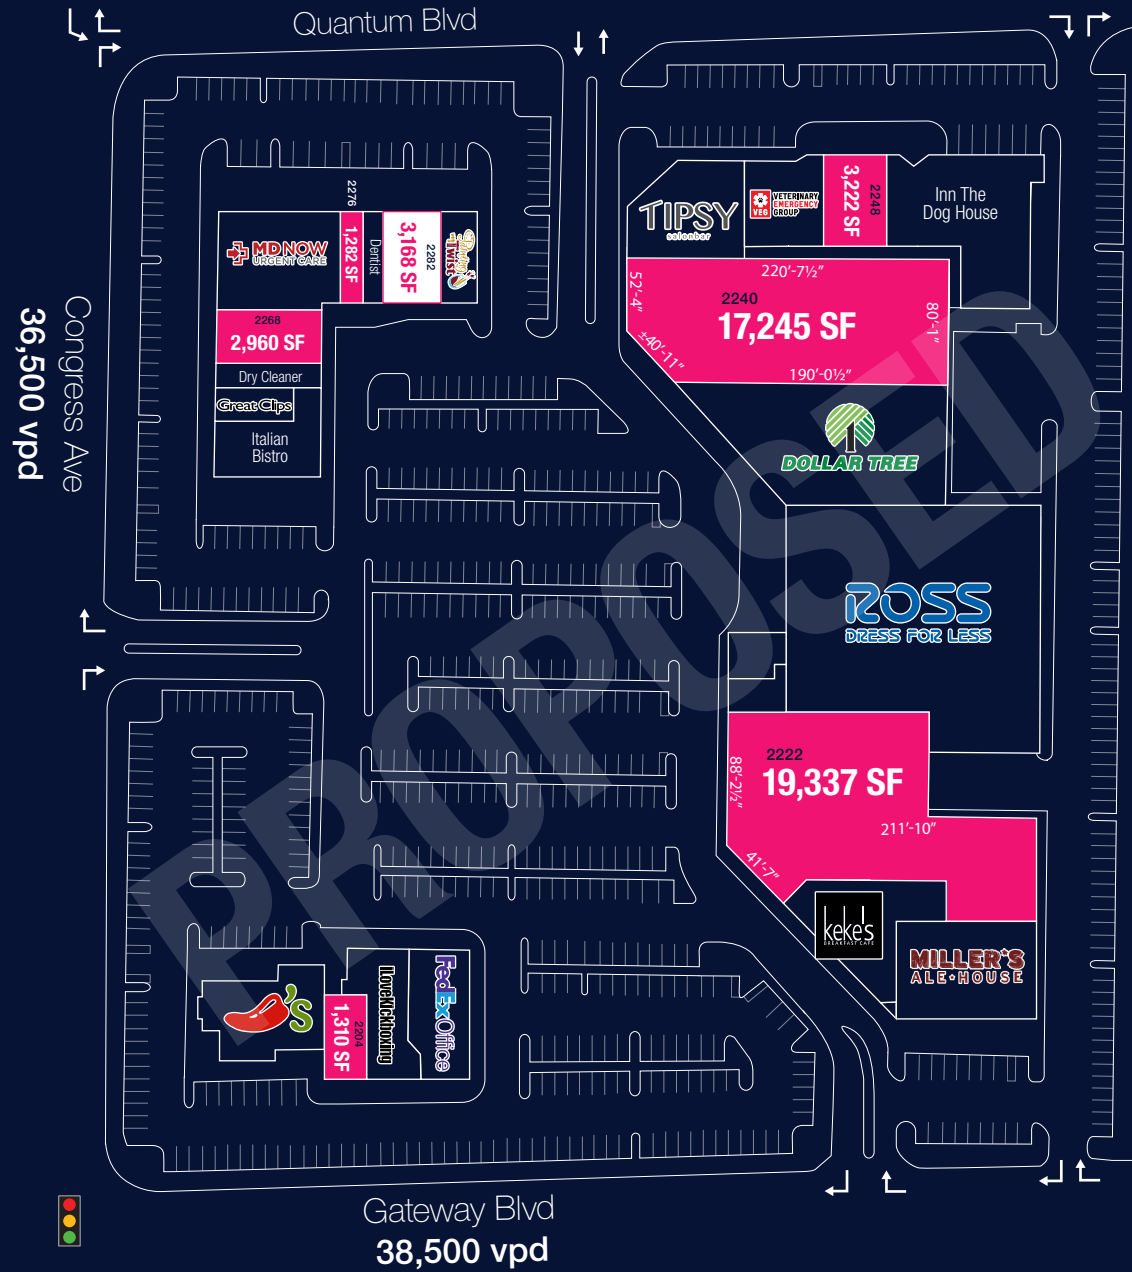 Quantum Blvd
Congress Ave
36,500 vpd
2276
1,282 SF
MD NOW
URGENT CARE
Dentist
2282
3,168 SF
TWIST
2268
2,960 SF
Dry Cleaner
Great Clips
Italian
Bistro
TIPSY
salonbar
VEG
VETERINARY
EMERGENCY
GROUP
2248
3,222 SF
Inn The
Dog House
220'-7½"
52'-4"
2240
17,245 SF
80'-1"
±40'-11"
190'-0½"
DOLLAR TREE
ROSS
DRESS FOR LESS
PROPOSED
2222
19,337 SF
88'-2½"
211'-10"
41'-7"
keke's
BREAKFAST CAFE
MILLER'S
ALE HOUSE
'S
2204
1,310 SF
ILoveKickboxing
FedEx Office
Gateway Blvd
38,500 vpd